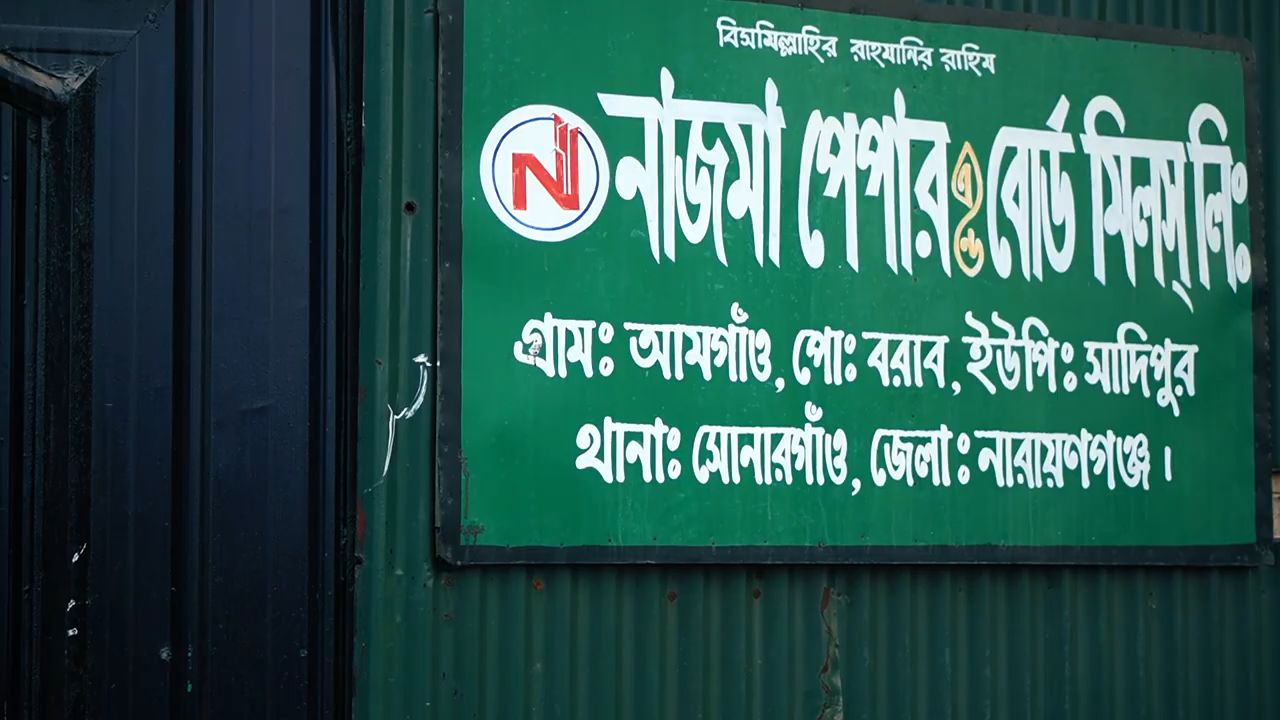 বিসমিল্লাহির রাহমানির রাহিম
N নাজমা পেপার এন্ড বোর্ড মিলস্ লিঃ
গ্রামঃ আমগাঁও, পোঃ বরাব, ইউপিঃ সাদিপুর
থানাঃ সোনারগাঁও, জেলাঃ নারায়ণগঞ্জ।